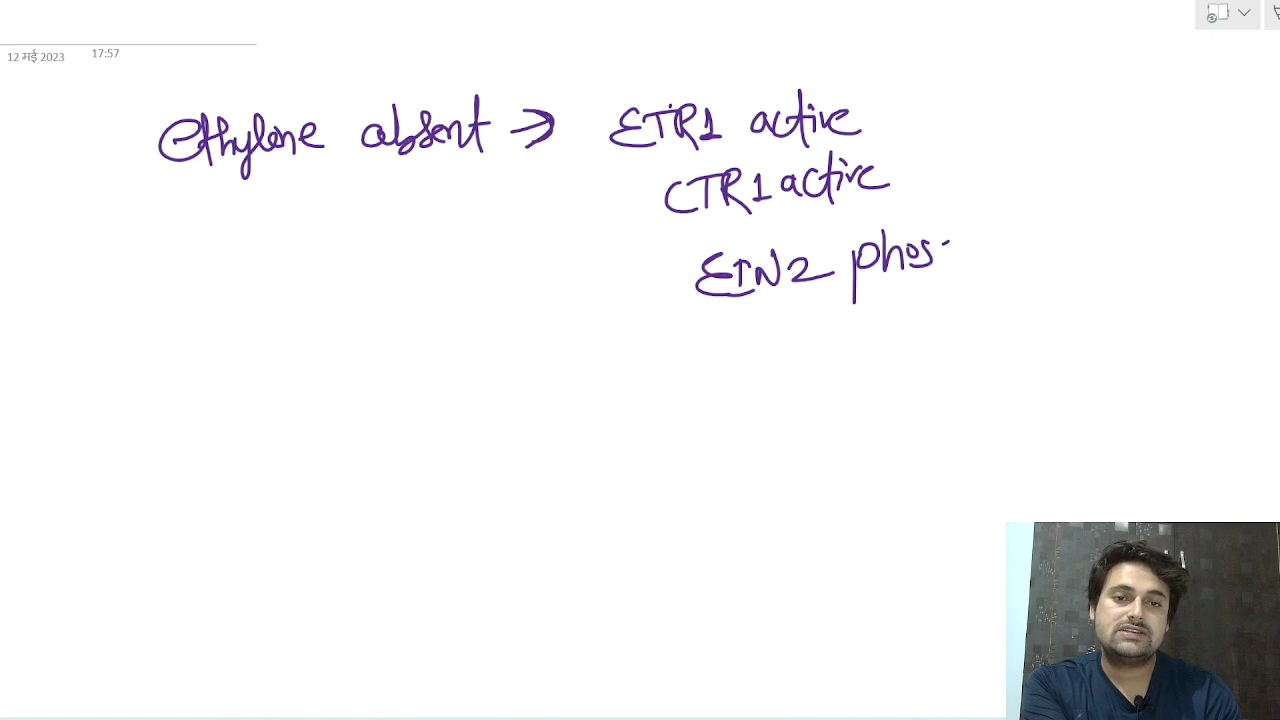 12 मई 2023 17:57
ethylene absent → ETR1 active
CTR1 active
EIN2 phos